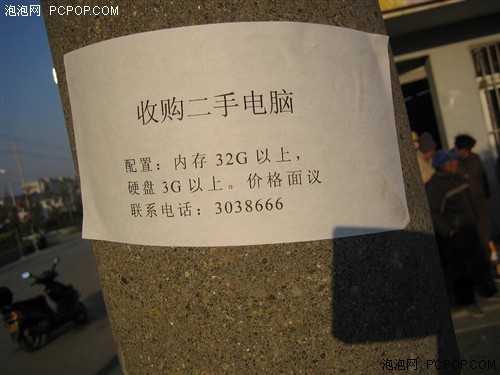 泡泡网 PCPOP.COM
收购二手电脑
配置：内存 32G 以上，
硬盘 3G 以上。价格面议
联系电话：3038666
泡泡网 PCPOP.COM